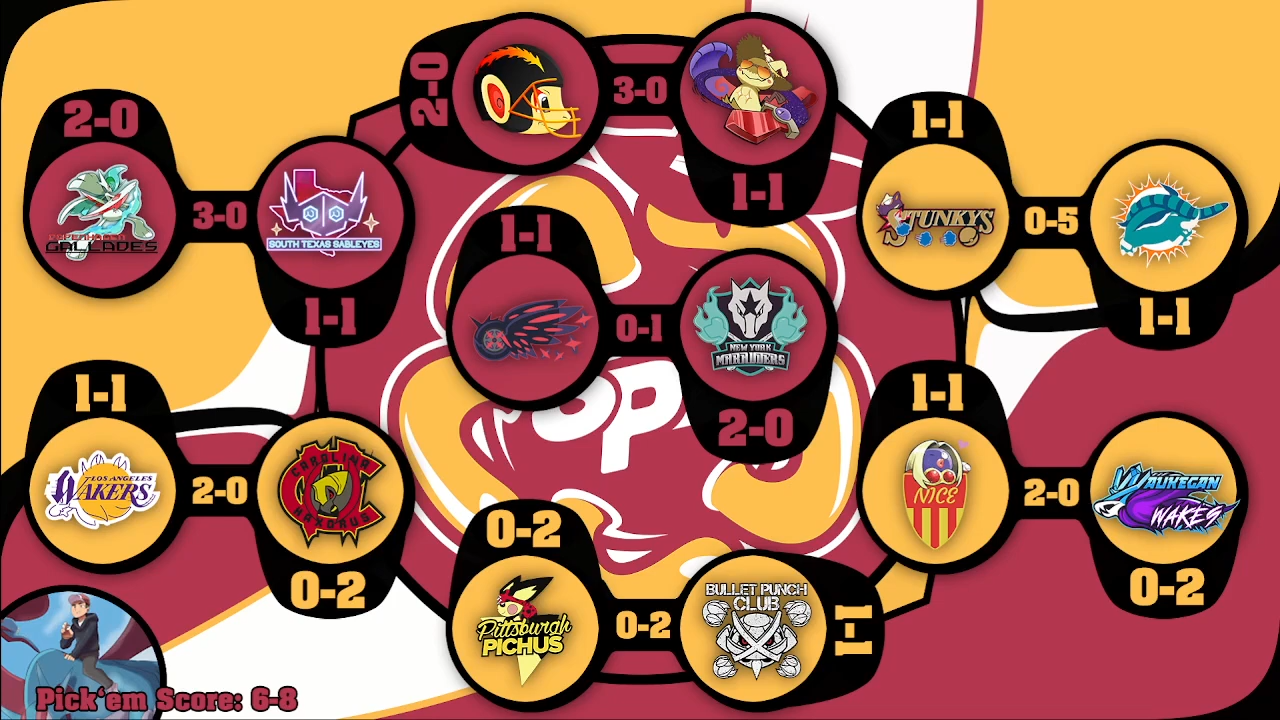 2-0
3-0
1-1
2-0
3-0
GALLADES
SOUTH TEXAS SABLEYES
1-1
1-1
STUNKYS
0-5
1-1
1-1
0-1
NEW YORK
MARAUDERS
2-0
1-1
LOS ANGELES
WAKERS
2-0
CAROLINA
HAXORUS
0-2
1-1
NICE
2-0
WAUKEGAN
WAKES
0-2
0-2
Pittsburgh
PICHUS
0-2
BULLET PUNCH
CLUB
1-1
Pick'em Score: 6-8